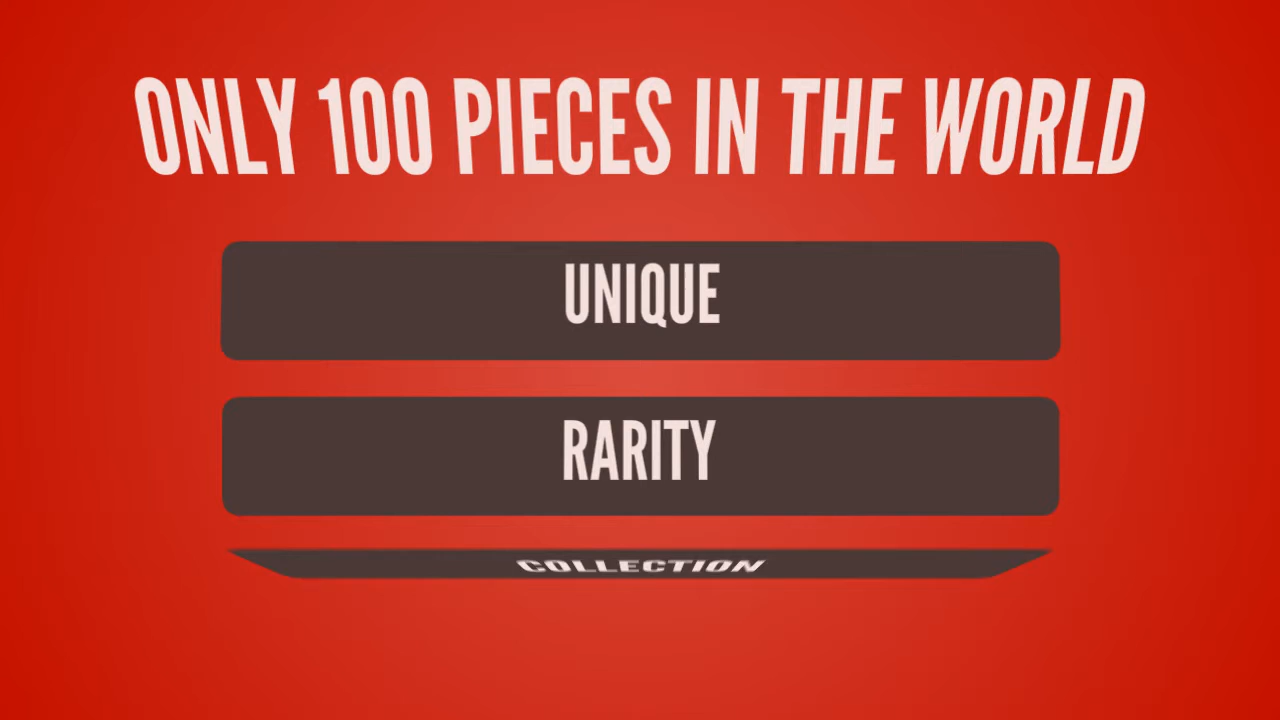 ONLY 100 PIECES IN THE WORLD
UNIQUE
RARITY
COLLECTION